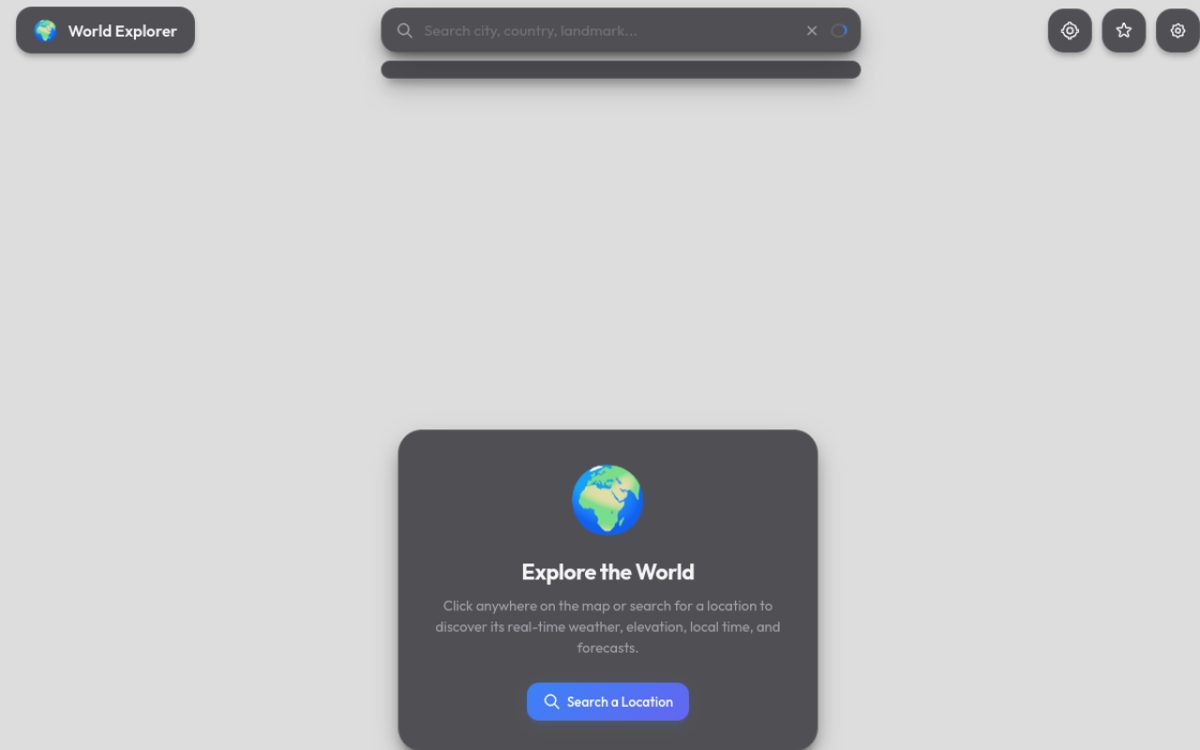 World Explorer
Search city, country, landmark...
Explore the World
Click anywhere on the map or search for a location to
discover its real-time weather, elevation, local time, and
forecasts.
Search a Location